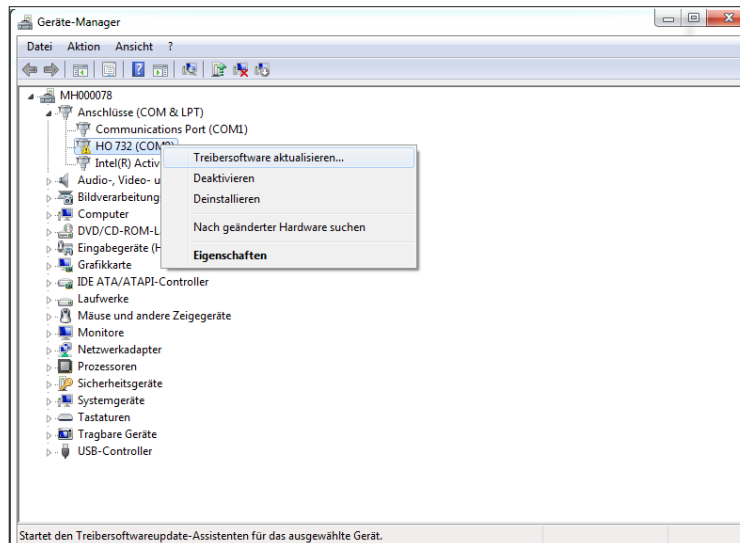 Geräte-Manager
Datei Aktion Ansicht ?
MH000078
Anschlüsse (COM & LPT)
Communications Port (COM1)
HO 732
Intel(R)
Treibersoftware aktualisieren...
Deaktivieren
Deinstallieren
Nach geänderter Hardware suchen
Eigenschaften
Audio-, Video-
Bildverarbeitung
Computer
DVD/CD-ROM-L
Eingabegeräte (H
Grafikkarte
IDE ATA/ATAPI-Controller
Laufwerke
Mäuse und andere Zeigegeräte
Monitore
Netzwerkadapter
Prozessoren
Sicherheitsgeräte
Systemgeräte
Tastaturen
Tragbare Geräte
USB-Controller
Startet den Treibersoftwareupdate-Assistenten für das ausgewählte Gerät.